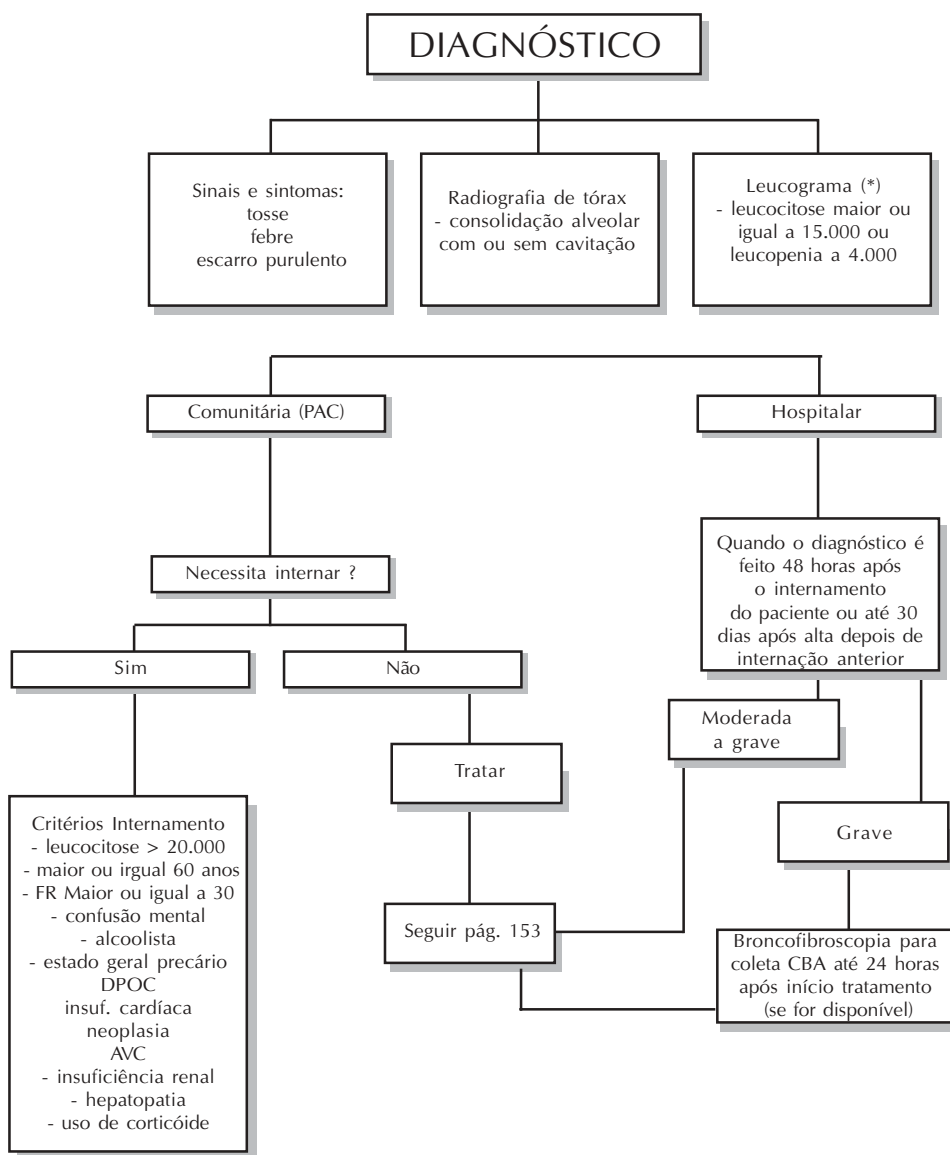 DIAGNÓSTICO
Sinais e sintomas:
tosse
febre
escarro purulento
Radiografia de tórax
- consolidação alveolar
com ou sem cavitação
Leucograma (*)
- leucocitose maior ou
igual a 15.000 ou
leucopenia a 4.000
Comunitária (PAC)
Hospitalar
Necessita internar ?
Quando o diagnóstico é
feito 48 horas após
o internamento
do paciente ou até 30
dias após alta depois de
internação anterior
Sim
Não
Moderada
a grave
Tratar
Grave
Critérios Internamento
- leucocitose > 20.000
- maior ou irgual 60 anos
- FR Maior ou igual a 30
- confusão mental
- alcoolista
- estado geral precário
DPOC
insuf. cardíaca
neoplasia
AVC
- insuficiência renal
- hepatopatia
- uso de corticóide
Seguir pág. 153
Broncofibroscopia para
coleta CBA até 24 horas
após início tratamento
(se for disponível)